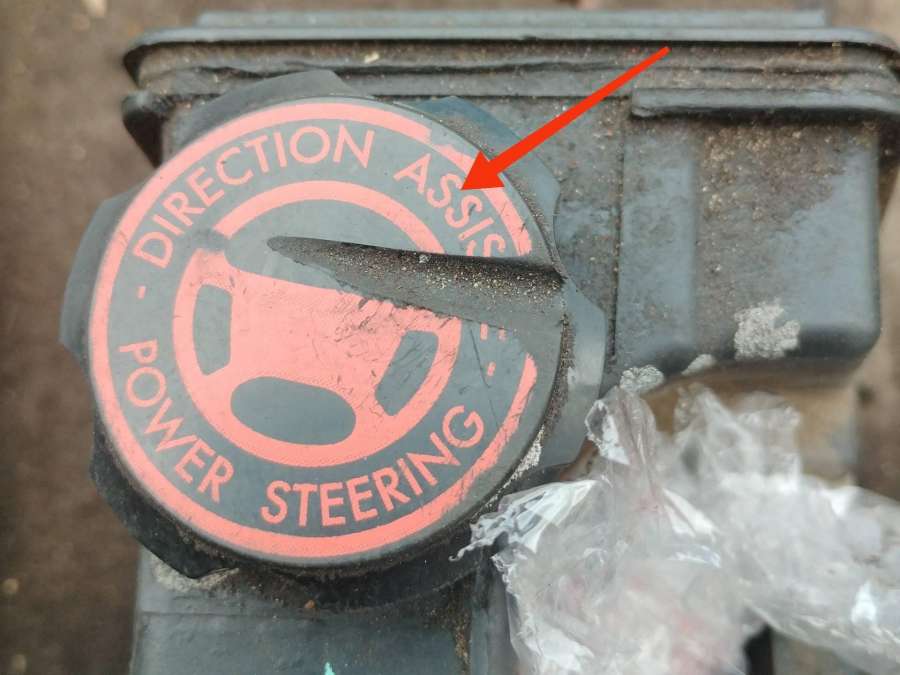 - DIRECTION ASSIS
POWER STEERING -